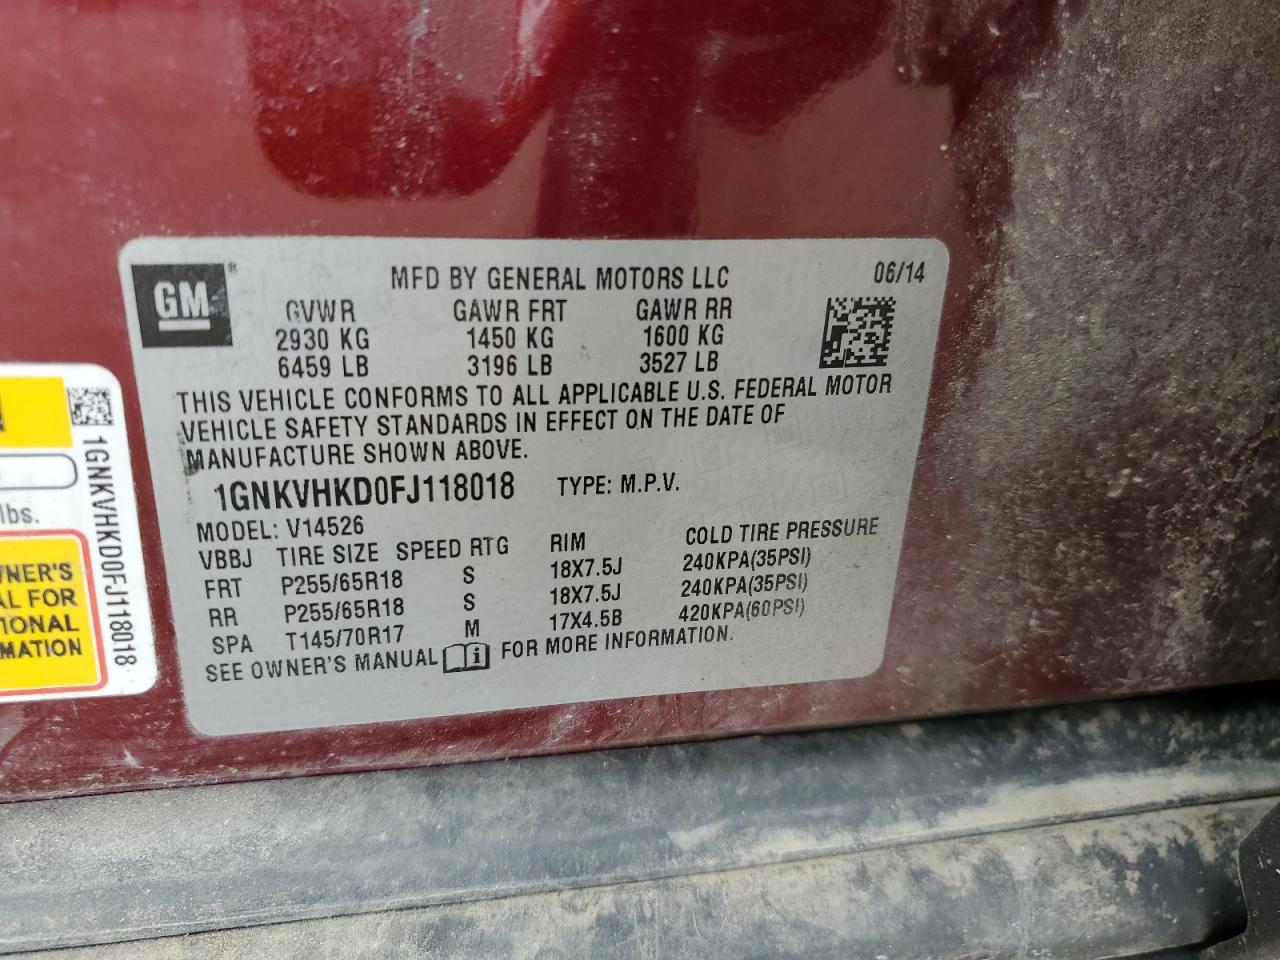 GM®
MFD BY GENERAL MOTORS LLC 06/14
GVWR GAWR FRT GAWR RR
2930 KG 1450 KG 1600 KG
6459 LB 3196 LB 3527 LB
THIS VEHICLE CONFORMS TO ALL APPLICABLE U.S. FEDERAL MOTOR
VEHICLE SAFETY STANDARDS IN EFFECT ON THE DATE OF
MANUFACTURE SHOWN ABOVE.
1GNKVHKD0FJ118018 TYPE: M.P.V.
MODEL: V14526
VBBJ TIRE SIZE SPEED RTG RIM COLD TIRE PRESSURE
FRT P255/65R18 S 18X7.5J 240KPA(35PSI)
RR P255/65R18 S 18X7.5J 240KPA(35PSI)
SPA T145/70R17 M 17X4.5B 420KPA(60PSI)
SEE OWNER'S MANUAL i FOR MORE INFORMATION.
1GNKVHKD0FJ118018
lbs.
WNER'S
AL FOR
TIONAL
MATION